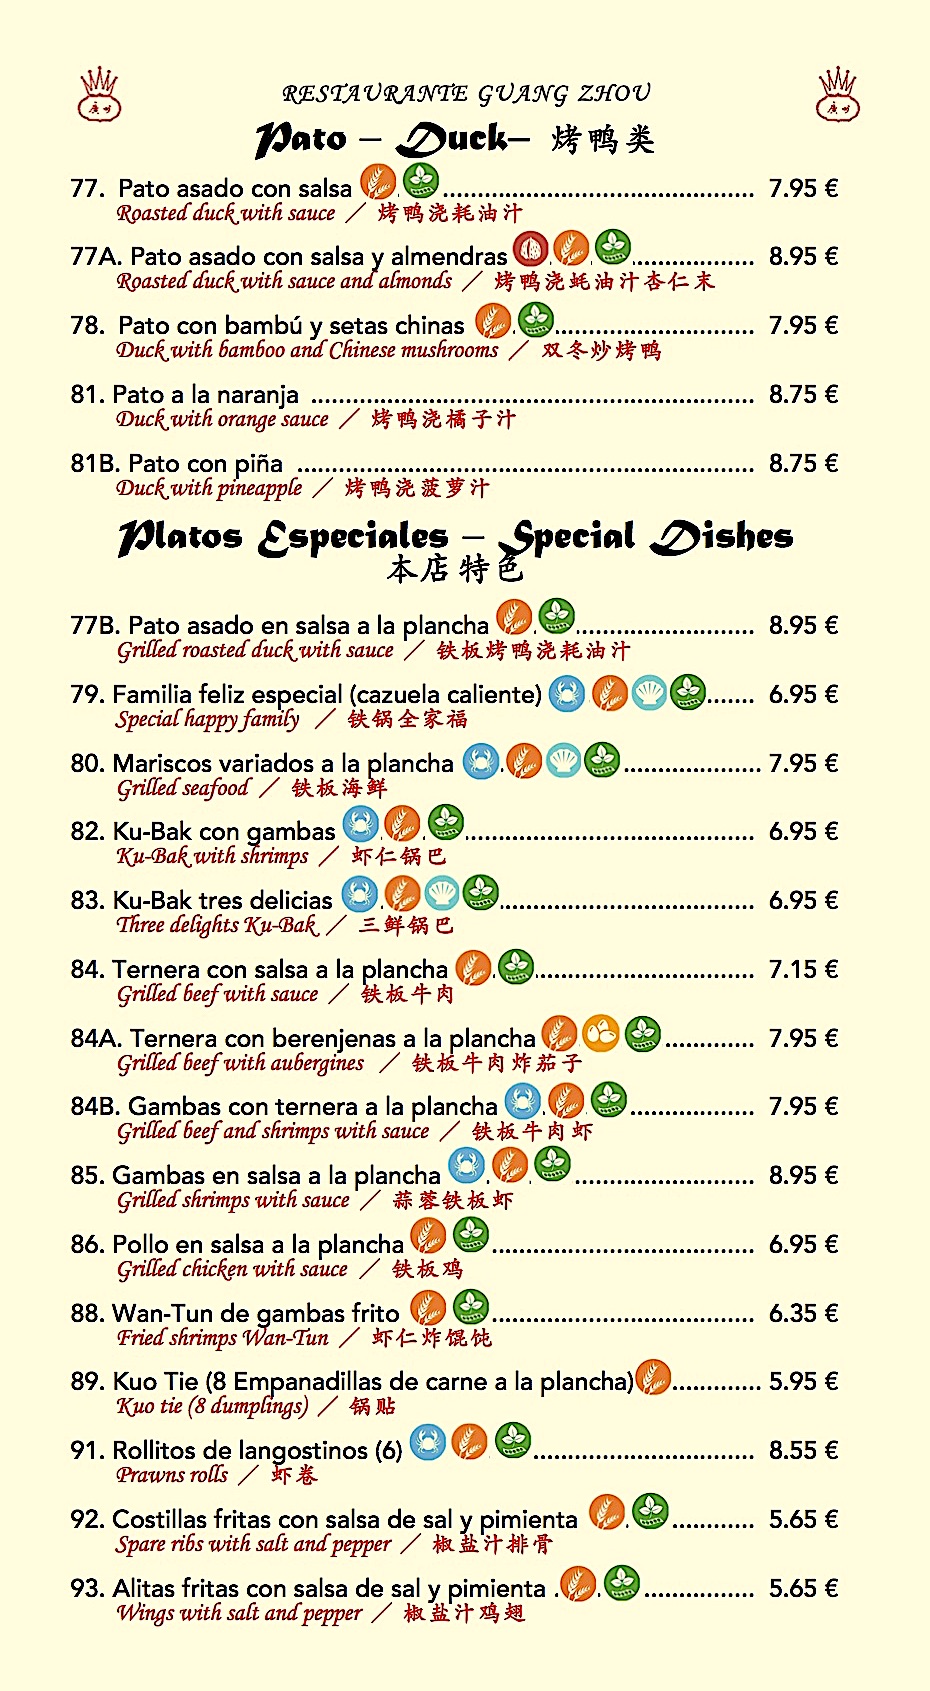 RESTAURANTE GUANG ZHOU
Pato – Duck– 烤鸭类
77. Pato asado con salsa ........ 7.95 €
Roasted duck with sauce / 烤鸭浇耗油汁
77A. Pato asado con salsa y almendras ........ 8.95 €
Roasted duck with sauce and almonds / 烤鸭浇蚝油汁杏仁末
78. Pato con bambú y setas chinas ........ 7.95 €
Duck with bamboo and Chinese mushrooms / 双冬炒烤鸭
81. Pato a la naranja ........ 8.75 €
Duck with orange sauce / 烤鸭浇橘子汁
81B. Pato con piña ........ 8.75 €
Duck with pineapple / 烤鸭浇菠萝汁
Platos Especiales – Special Dishes
本店特色
77B. Pato asado en salsa a la plancha ........ 8.95 €
Grilled roasted duck with sauce / 铁板烤鸭浇耗油汁
79. Familia feliz especial (cazuela caliente) ........ 6.95 €
Special happy family / 铁锅全家福
80. Mariscos variados a la plancha ........ 7.95 €
Grilled seafood / 铁板海鲜
82. Ku-Bak con gambas ........ 6.95 €
Ku-Bak with shrimps / 虾仁锅巴
83. Ku-Bak tres delicias ........ 6.95 €
Three delights Ku-Bak / 三鲜锅巴
84. Ternera con salsa a la plancha ........ 7.15 €
Grilled beef with sauce / 铁板牛肉
84A. Ternera con berenjenas a la plancha ........ 7.95 €
Grilled beef with aubergines / 铁板牛肉炸茄子
84B. Gambas con ternera a la plancha ........ 7.95 €
Grilled beef and shrimps with sauce / 铁板牛肉虾
85. Gambas en salsa a la plancha ........ 8.95 €
Grilled shrimps with sauce / 蒜蓉铁板虾
86. Pollo en salsa a la plancha ........ 6.95 €
Grilled chicken with sauce / 铁板鸡
88. Wan-Tun de gambas frito ........ 6.35 €
Fried shrimps Wan-Tun / 虾仁炸馄饨
89. Kuo Tie (8 Empanadillas de carne a la plancha) ........ 5.95 €
Kuo tie (8 dumplings) / 锅贴
91. Rollitos de langostinos (6) ........ 8.55 €
Prawns rolls / 虾卷
92. Costillas fritas con salsa de sal y pimienta ........ 5.65 €
Spare ribs with salt and pepper / 椒盐汁排骨
93. Alitas fritas con salsa de sal y pimienta ........ 5.65 €
Wings with salt and pepper / 椒盐汁鸡翅